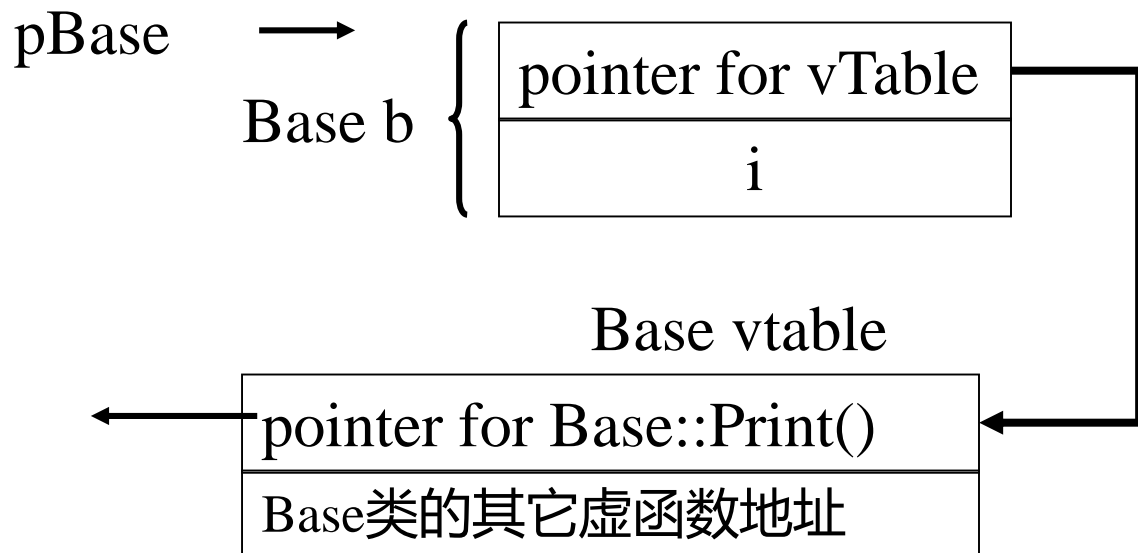 pBase
pointer for vTable
Base b
i
Base vtable
pointer for Base::Print()
Base类的其它虚函数地址